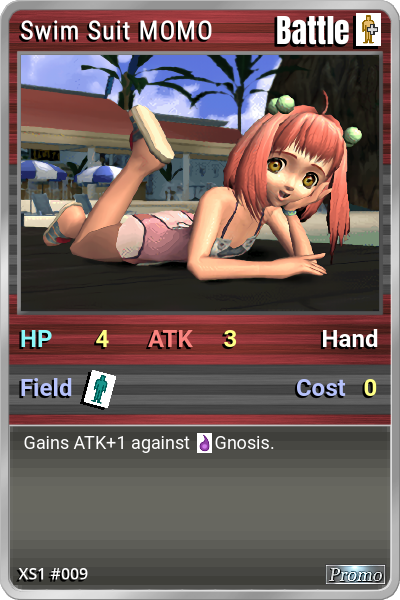 Swim Suit MOMO Battle
HP 4 ATK 3 Hand
Field Cost 0
Gains ATK+1 against Gnosis.
XS1 #009 Promo